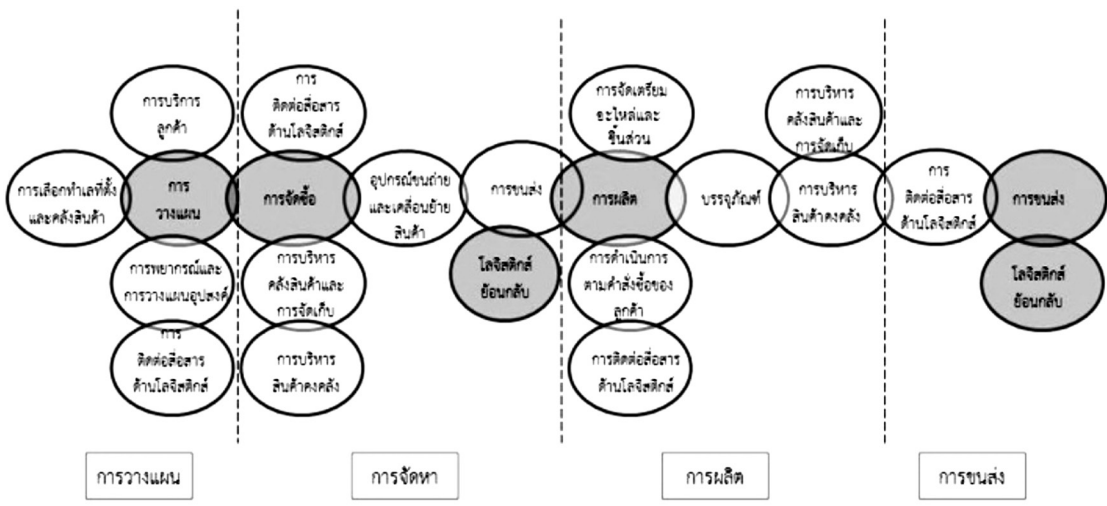 การบริการ
ลูกค้า
การเลือกทำเลที่ตั้ง
และคลังสินค้า
การ
วางแผน
การพยากรณ์และ
การวางแผนอุปสงค์
การ
ติดต่อสื่อสาร
ด้านโลจิสติกส์
การ
ติดต่อสื่อสาร
ด้านโลจิสติกส์
การจัดซื้อ
อุปกรณ์ขนถ่าย
และเคลื่อนย้าย
สินค้า
การขนส่ง
โลจิสติกส์
ย้อนกลับ
การบริหาร
คลังสินค้าและ
การจัดเก็บ
การบริหาร
สินค้าคงคลัง
การจัดเตรียม
อะไหล่และ
ชิ้นส่วน
การผลิต
บรรจุภัณฑ์
การบริหาร
คลังสินค้าและ
การจัดเก็บ
การบริหาร
สินค้าคงคลัง
การดำเนินการ
ตามคำสั่งซื้อของ
ลูกค้า
การติดต่อสื่อสาร
ด้านโลจิสติกส์
การ
ติดต่อสื่อสาร
ด้านโลจิสติกส์
การขนส่ง
โลจิสติกส์
ย้อนกลับ
การวางแผน
การจัดหา
การผลิต
การขนส่ง